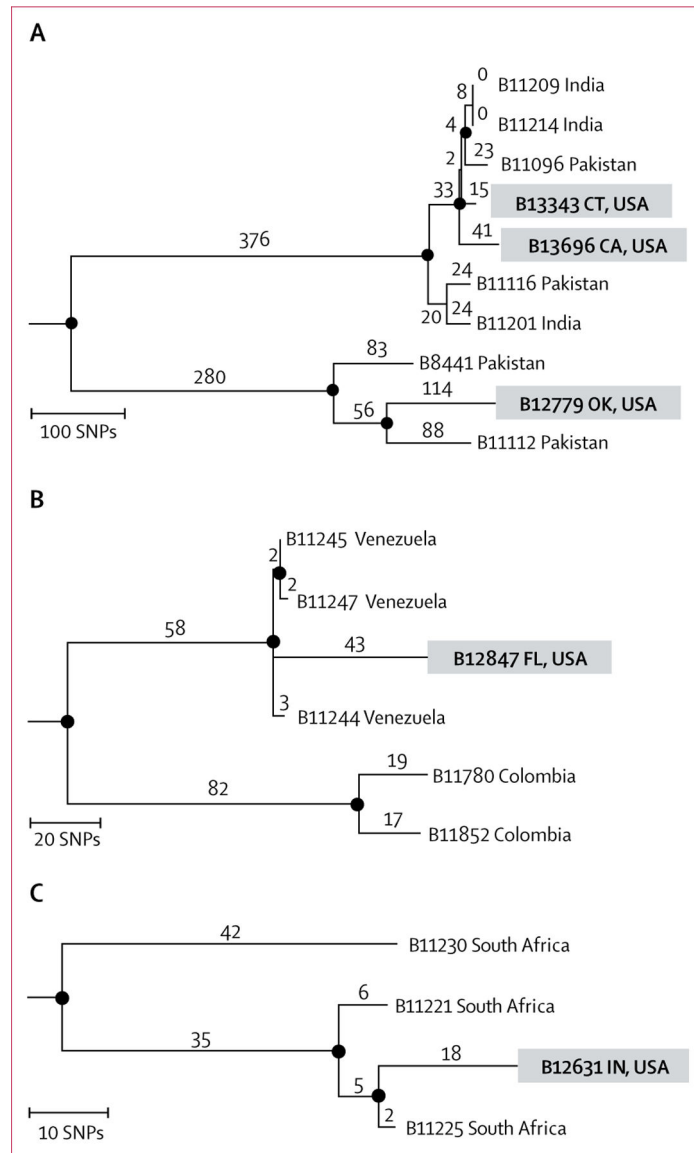 A
0
8
B11209 India
0
4
B11214 India
2
23
B11096 Pakistan
33
15
B13343 CT, USA
376
41
B13696 CA, USA
24
B11116 Pakistan
20
24
B11201 India
83
B8441 Pakistan
280
114
B12779 OK, USA
56
88
B11112 Pakistan
100 SNPs
B
B11245 Venezuela
2
2
B11247 Venezuela
58
43
B12847 FL, USA
3
B11244 Venezuela
19
B11780 Colombia
82
17
B11852 Colombia
20 SNPs
C
42
B11230 South Africa
6
B11221 South Africa
35
18
B12631 IN, USA
5
2
B11225 South Africa
10 SNPs